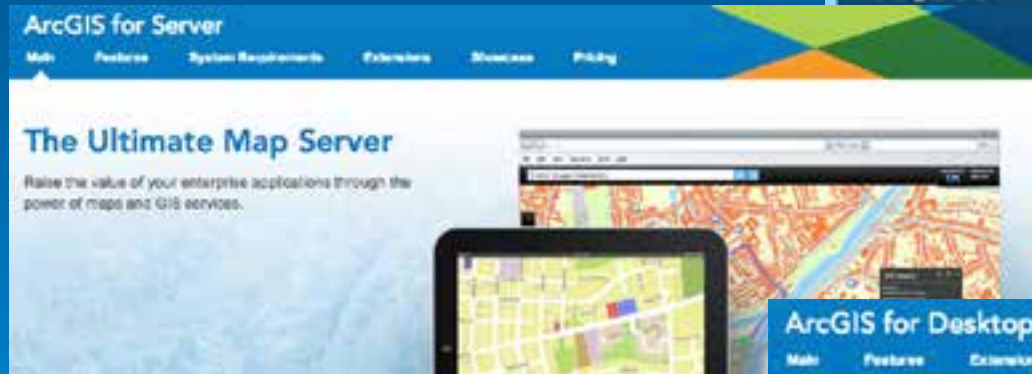 ArcGIS for Server
Main Features System Requirements Extensions Showcase Pricing
The Ultimate Map Server
Raise the value of your enterprise applications through the
power of maps and GIS services.
ArcGIS for Desktop
Main Features